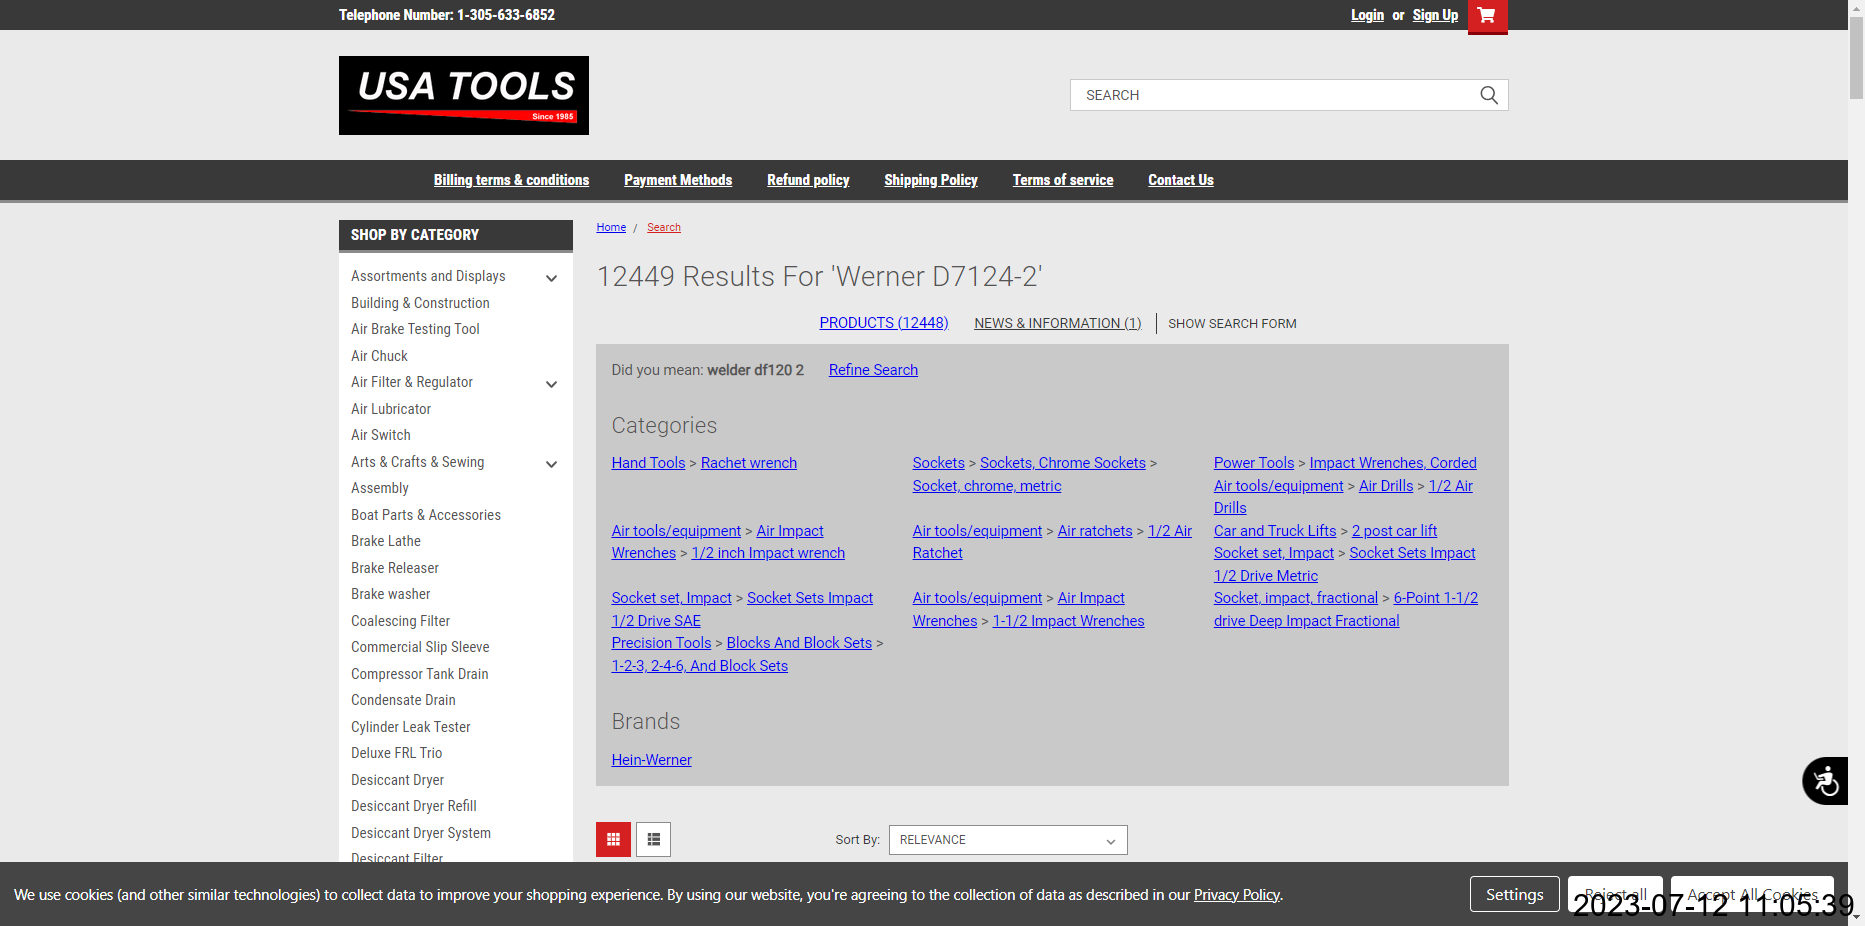 Telephone Number: 1-305-633-6852
Login or Sign Up
USA TOOLS
Since 1985
SEARCH
Billing terms & conditions Payment Methods Refund policy Shipping Policy Terms of service Contact Us
SHOP BY CATEGORY
Assortments and Displays
Building & Construction
Air Brake Testing Tool
Air Chuck
Air Filter & Regulator
Air Lubricator
Air Switch
Arts & Crafts & Sewing
Assembly
Boat Parts & Accessories
Brake Lathe
Brake Releaser
Brake washer
Coalescing Filter
Commercial Slip Sleeve
Compressor Tank Drain
Condensate Drain
Cylinder Leak Tester
Deluxe FRL Trio
Desiccant Dryer
Desiccant Dryer Refill
Desiccant Dryer System
Desiccant Filter
Home / Search
12449 Results For 'Werner D7124-2'
PRODUCTS (12448) NEWS & INFORMATION (1) SHOW SEARCH FORM
Did you mean: welder df120 2 Refine Search
Categories
Hand Tools > Rachet wrench
Sockets > Sockets, Chrome Sockets >
Socket, chrome, metric
Power Tools > Impact Wrenches, Corded
Air tools/equipment > Air Drills > 1/2 Air
Drills
Air tools/equipment > Air Impact
Wrenches > 1/2 inch Impact wrench
Air tools/equipment > Air ratchets > 1/2 Air
Ratchet
Car and Truck Lifts > 2 post car lift
Socket set, Impact > Socket Sets Impact
1/2 Drive Metric
Socket set, Impact > Socket Sets Impact
1/2 Drive SAE
Air tools/equipment > Air Impact
Wrenches > 1-1/2 Impact Wrenches
Socket, impact, fractional > 6-Point 1-1/2
drive Deep Impact Fractional
Precision Tools > Blocks And Block Sets >
1-2-3, 2-4-6, And Block Sets
Brands
Hein-Werner
Sort By: RELEVANCE
We use cookies (and other similar technologies) to collect data to improve your shopping experience. By using our website, you're agreeing to the collection of data as described in our Privacy Policy.
Settings Reject all Accept All Cookies
2023-07-12 11:05:39